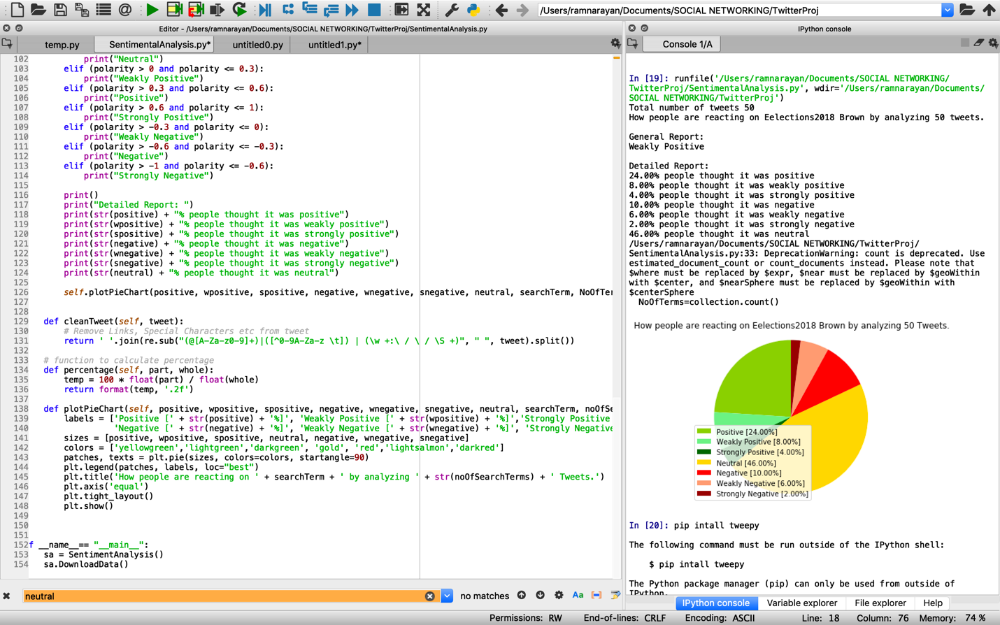 /Users/ramnarayan/Documents/SOCIAL NETWORKING/TwitterProj
Editor - /Users/ramnarayan/Documents/SOCIAL NETWORKING/TwitterProj/SentimentalAnalysis.py
temp.py
SentimentalAnalysis.py*
untitled0.py
untitled1.py*
102 print("Neutral")
103 elif (polarity > 0 and polarity <= 0.3):
104 print("Weakly Positive")
105 elif (polarity > 0.3 and polarity <= 0.6):
106 print("Positive")
107 elif (polarity > 0.6 and polarity <= 1):
108 print("Strongly Positive")
109 elif (polarity > -0.3 and polarity <= 0):
110 print("Weakly Negative")
111 elif (polarity > -0.6 and polarity <= -0.3):
112 print("Negative")
113 elif (polarity > -1 and polarity <= -0.6):
114 print("Strongly Negative")
115
116 print()
117 print("Detailed Report: ")
118 print(str(positive) + "% people thought it was positive")
119 print(str(wpositive) + "% people thought it was weakly positive")
120 print(str(spositive) + "% people thought it was strongly positive")
121 print(str(negative) + "% people thought it was negative")
122 print(str(wnegative) + "% people thought it was weakly negative")
123 print(str(snegative) + "% people thought it was strongly negative")
124 print(str(neutral) + "% people thought it was neutral")
125
126 self.plotPieChart(positive, wpositive, spositive, negative, wnegative, snegative, neutral, searchTerm, NoOfTer
127
128
129 def cleanTweet(self, tweet):
130 # Remove Links, Special Characters etc from tweet
131 return ' '.join(re.sub("(@[A-Za-z0-9]+)|([^0-9A-Za-z \t]) | (\w +:\ / \ / \S +)", " ", tweet).split())
132
133 # function to calculate percentage
134 def percentage(self, part, whole):
135 temp = 100 * float(part) / float(whole)
136 return format(temp, '.2f')
137
138 def plotPieChart(self, positive, wpositive, spositive, negative, wnegative, snegative, neutral, searchTerm, noOfSe
139 labels = ['Positive [' + str(positive) + '%]', 'Weakly Positive [' + str(wpositive) + '%]','Strongly Positive
140 'Negative [' + str(negative) + '%]', 'Weakly Negative [' + str(wnegative) + '%]', 'Strongly Negative
141 sizes = [positive, wpositive, spositive, neutral, negative, wnegative, snegative]
142 colors = ['yellowgreen','lightgreen','darkgreen', 'gold', 'red','lightsalmon','darkred']
143 patches, texts = plt.pie(sizes, colors=colors, startangle=90)
144 plt.legend(patches, labels, loc="best")
145 plt.title('How people are reacting on ' + searchTerm + ' by analyzing ' + str(noOfSearchTerms) + ' Tweets.')
146 plt.axis('equal')
147 plt.tight_layout()
148 plt.show()
149
150
151
152f __name__== "__main__":
153 sa = SentimentAnalysis()
154 sa.DownloadData()
neutral
no matches
Aa
IPython console
Console 1/A
In [19]: runfile('/Users/ramnarayan/Documents/SOCIAL NETWORKING/
TwitterProj/SentimentalAnalysis.py', wdir='/Users/ramnarayan/Documents/
SOCIAL NETWORKING/TwitterProj')
Total number of tweets 50
How people are reacting on Eelections2018 Brown by analyzing 50 tweets.
General Report:
Weakly Positive
Detailed Report:
24.00% people thought it was positive
8.00% people thought it was weakly positive
4.00% people thought it was strongly positive
10.00% people thought it was negative
6.00% people thought it was weakly negative
2.00% people thought it was strongly negative
46.00% people thought it was neutral
/Users/ramnarayan/Documents/SOCIAL NETWORKING/TwitterProj/
SentimentalAnalysis.py:33: DeprecationWarning: count is deprecated. Use
estimated_document_count or count_documents instead. Please note that
$where must be replaced by $expr, $near must be replaced by $geoWithin
with $center, and $nearSphere must be replaced by $geoWithin with
$centerSphere
NoOfTerms=collection.count()
How people are reacting on Eelections2018 Brown by analyzing 50 Tweets.
Positive [24.00%]
Weakly Positive [8.00%]
Strongly Positive [4.00%]
Neutral [46.00%]
Negative [10.00%]
Weakly Negative [6.00%]
Strongly Negative [2.00%]
In [20]: pip intall tweepy
The following command must be run outside of the IPython shell:
$ pip intall tweepy
The Python package manager (pip) can only be used from outside of
IPython.
IPython console
Variable explorer
File explorer
Help
Permissions: RW
End-of-lines: CRLF
Encoding: ASCII
Line: 18
Column: 76
Memory: 74 %